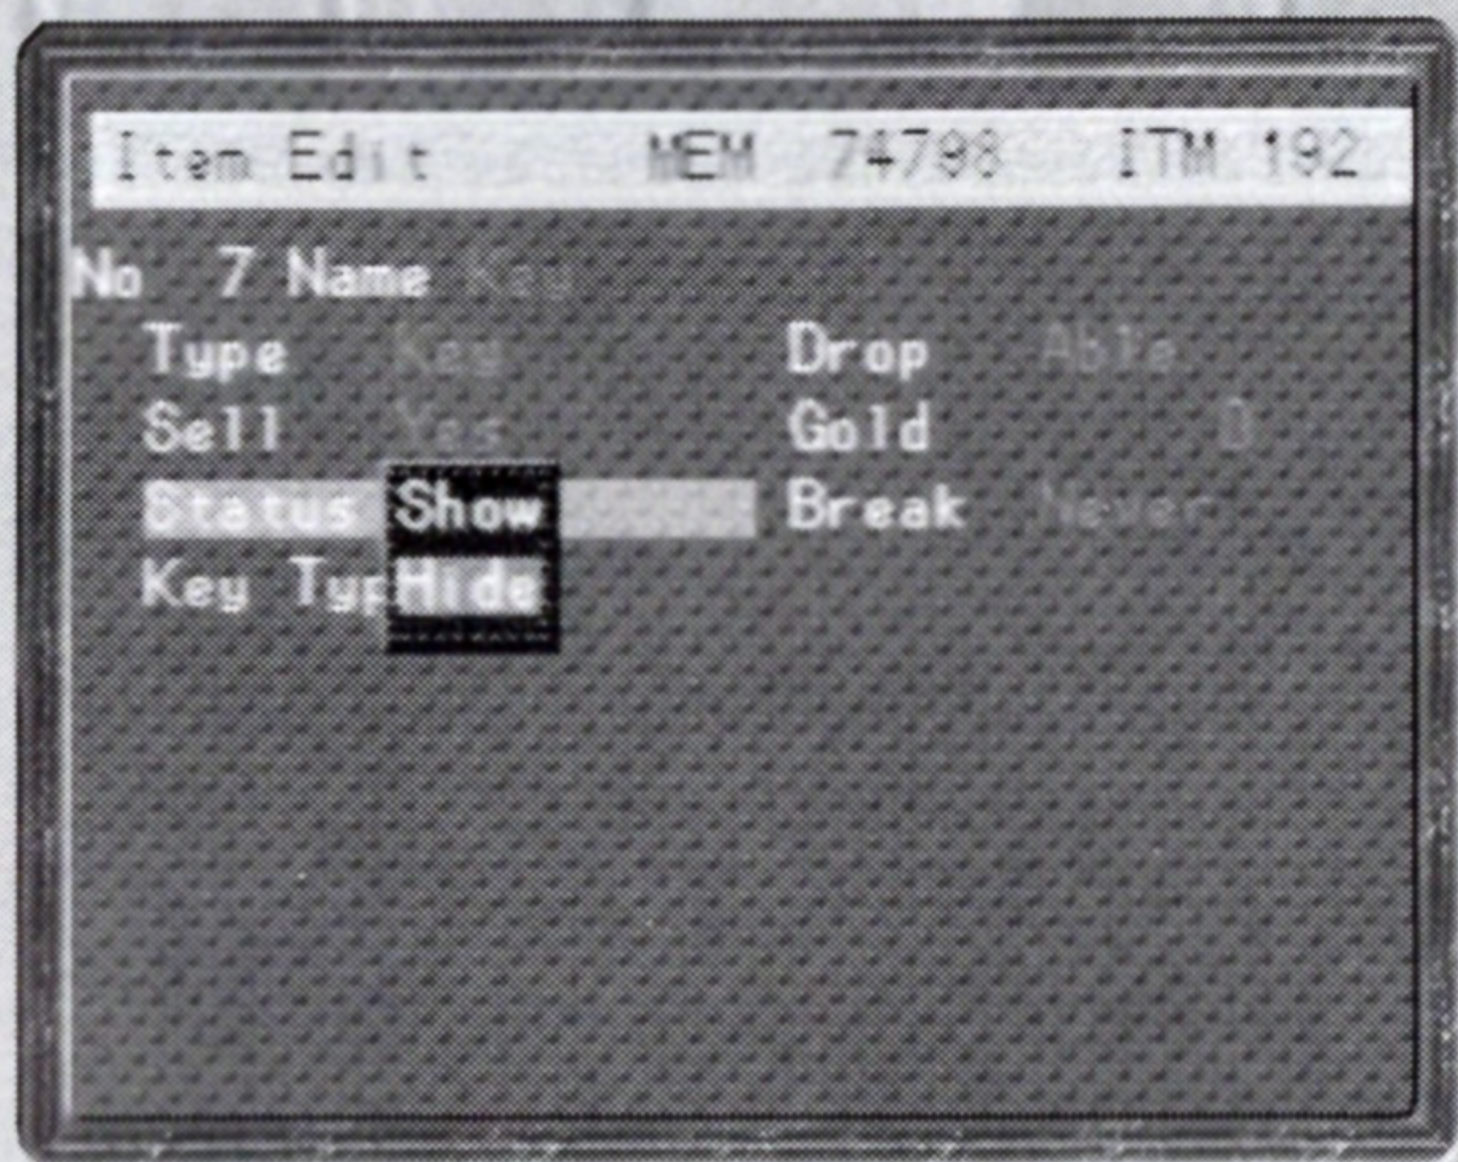 Item Edit MEM 74798 ITM 192
No 7 Name Key
Type Key Drop Able
Sell Yes Gold 0
Status Show Break Never
Key Typ Hide